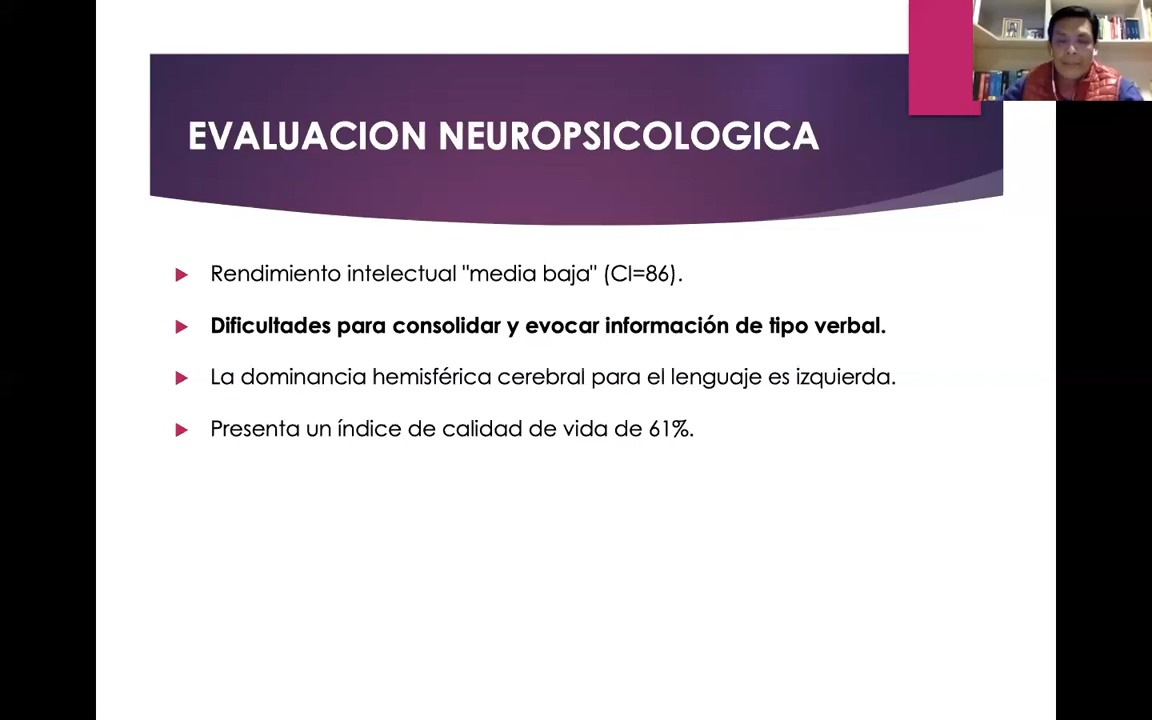 EVALUACION NEUROPSICOLOGICA
Rendimiento intelectual "media baja" (CI=86).
Dificultades para consolidar y evocar información de tipo verbal.
La dominancia hemisférica cerebral para el lenguaje es izquierda.
Presenta un índice de calidad de vida de 61%.